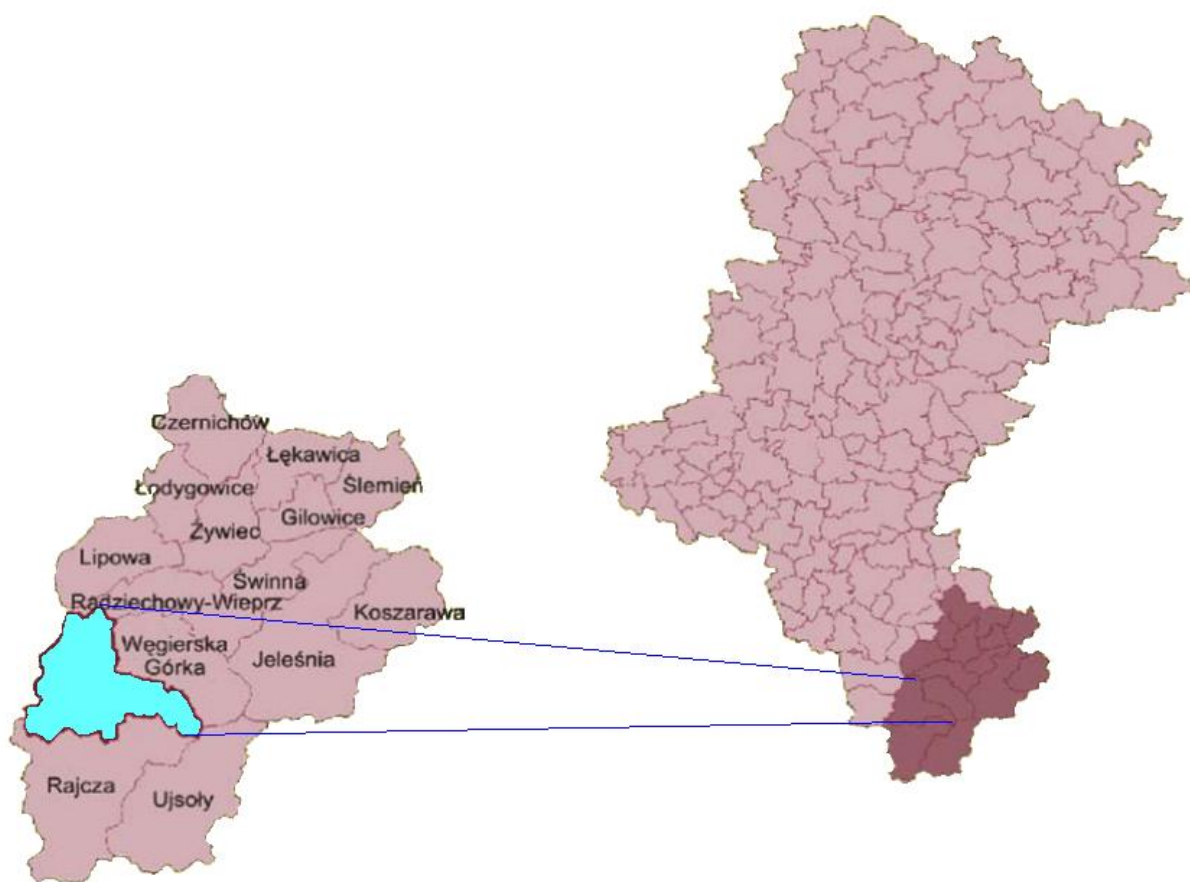 Czernichów
Łękawica
Łodygowice
Ślemień
Gilowice
Żywiec
Lipowa
Świnna
Radziechowy-Wieprz
Koszarawa
Węgierska
Górka
Jeleśnia
Rajcza
Ujsoły